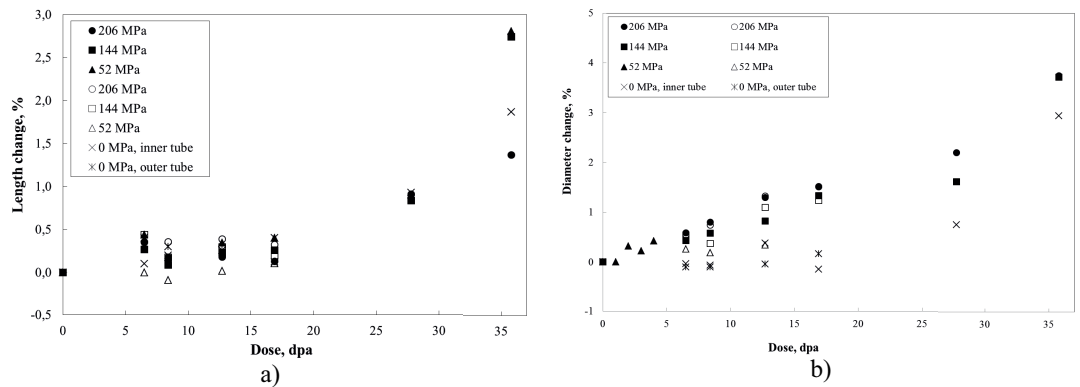 a)
3,0
2,5
2,0
1,5
1,0
0,5
0,0
-0,5
Length change, %
206 MPa
144 MPa
52 MPa
206 MPa
144 MPa
52 MPa
0 MPa, inner tube
0 MPa, outer tube
0 5 10 15 20 25 30 35
Dose, dpa
a)
b)
5
4
3
2
1
0
-1
Diameter change, %
206 MPa 206 MPa
144 MPa 144 MPa
52 MPa 52 MPa
0 MPa, inner tube 0 MPa, outer tube
0 5 10 15 20 25 30 35
Dose, dpa
b)